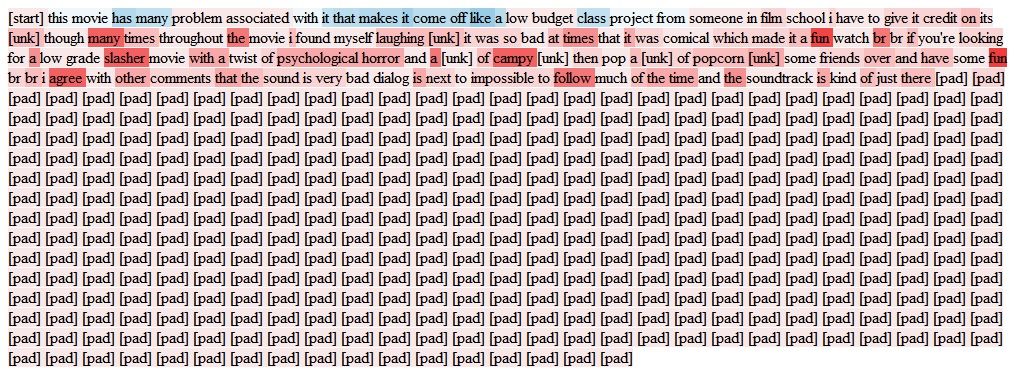 [start] this movie has many problem associated with it that makes it come off like a low budget class project from someone in film school i have to give it credit on its
[unk] though many times throughout the movie i found myself laughing [unk] it was so bad at times that it was comical which made it a fun watch br br if you're looking
for a low grade slasher movie with a twist of psychological horror and a [unk] of campy [unk] then pop a [unk] of popcorn [unk] some friends over and have some fun
br br i agree with other comments that the sound is very bad dialog is next to impossible to follow much of the time and the soundtrack is kind of just there [pad] [pad]
[pad] [pad] [pad] [pad] [pad] [pad] [pad] [pad] [pad] [pad] [pad] [pad] [pad] [pad] [pad] [pad] [pad] [pad] [pad] [pad] [pad] [pad] [pad] [pad] [pad] [pad] [pad]
[pad] [pad] [pad] [pad] [pad] [pad] [pad] [pad] [pad] [pad] [pad] [pad] [pad] [pad] [pad] [pad] [pad] [pad] [pad] [pad] [pad] [pad] [pad] [pad] [pad] [pad] [pad]
[pad] [pad] [pad] [pad] [pad] [pad] [pad] [pad] [pad] [pad] [pad] [pad] [pad] [pad] [pad] [pad] [pad] [pad] [pad] [pad] [pad] [pad] [pad] [pad] [pad] [pad] [pad]
[pad] [pad] [pad] [pad] [pad] [pad] [pad] [pad] [pad] [pad] [pad] [pad] [pad] [pad] [pad] [pad] [pad] [pad] [pad] [pad] [pad] [pad] [pad] [pad] [pad] [pad] [pad]
[pad] [pad] [pad] [pad] [pad] [pad] [pad] [pad] [pad] [pad] [pad] [pad] [pad] [pad] [pad] [pad] [pad] [pad] [pad] [pad] [pad] [pad] [pad] [pad] [pad] [pad] [pad]
[pad] [pad] [pad] [pad] [pad] [pad] [pad] [pad] [pad] [pad] [pad] [pad] [pad] [pad] [pad] [pad] [pad] [pad] [pad] [pad] [pad] [pad] [pad] [pad] [pad] [pad] [pad]
[pad] [pad] [pad] [pad] [pad] [pad] [pad] [pad] [pad] [pad] [pad] [pad] [pad] [pad] [pad] [pad] [pad] [pad] [pad] [pad] [pad] [pad] [pad] [pad] [pad] [pad] [pad]
[pad] [pad] [pad] [pad] [pad] [pad] [pad] [pad] [pad] [pad] [pad] [pad] [pad] [pad] [pad] [pad] [pad] [pad] [pad] [pad] [pad] [pad] [pad] [pad] [pad] [pad] [pad]
[pad] [pad] [pad] [pad] [pad] [pad] [pad] [pad] [pad] [pad] [pad] [pad] [pad] [pad] [pad] [pad] [pad] [pad] [pad] [pad] [pad] [pad] [pad] [pad] [pad] [pad] [pad]
[pad] [pad] [pad] [pad] [pad] [pad] [pad] [pad] [pad] [pad] [pad] [pad] [pad] [pad] [pad] [pad] [pad] [pad] [pad] [pad] [pad] [pad] [pad] [pad] [pad] [pad] [pad]
[pad] [pad] [pad] [pad] [pad] [pad] [pad] [pad] [pad] [pad] [pad] [pad] [pad] [pad] [pad] [pad] [pad] [pad] [pad] [pad] [pad] [pad] [pad] [pad] [pad] [pad] [pad]
[pad] [pad] [pad] [pad] [pad] [pad] [pad] [pad] [pad] [pad] [pad] [pad] [pad] [pad] [pad] [pad] [pad] [pad] [pad] [pad] [pad] [pad] [pad] [pad] [pad] [pad] [pad]
[pad] [pad] [pad] [pad] [pad] [pad] [pad] [pad] [pad] [pad] [pad] [pad] [pad] [pad] [pad] [pad] [pad] [pad] [pad] [pad] [pad] [pad] [pad] [pad] [pad] [pad] [pad]
[pad] [pad] [pad] [pad] [pad] [pad] [pad] [pad] [pad] [pad] [pad] [pad] [pad] [pad] [pad] [pad] [pad]